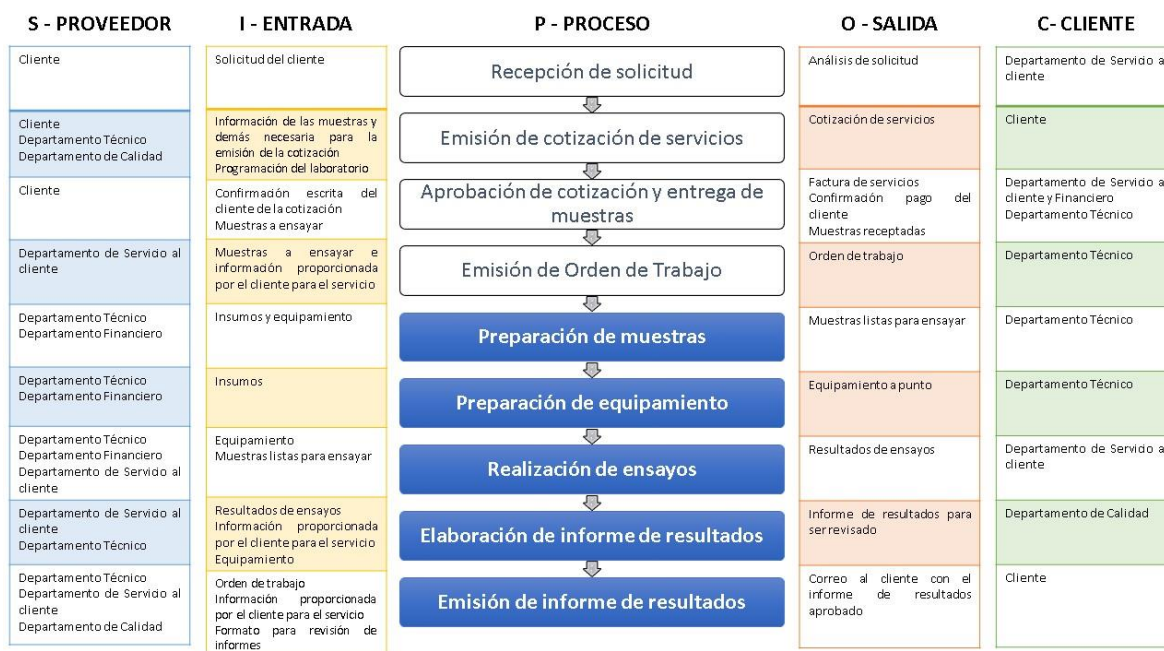 S - PROVEEDOR
I - ENTRADA
P - PROCESO
O - SALIDA
C- CLIENTE
Cliente
Solicitud del cliente
Recepción de solicitud
Análisis de solicitud
Departamento de Servicio al
cliente
Cliente
Departamento Técnico
Departamento de Calidad
Información de las muestras y
demás necesaria para la
emisión de la cotización
Programación del laboratorio
Emisión de cotización de servicios
Cotización de servicios
Cliente
Cliente
Confirmación escrita del
cliente de la cotización
Muestras a ensayar
Aprobación de cotización y entrega de
muestras
Factura de servicios
Confirmación pago del
cliente
Muestras receptadas
Departamento de Servicio al
cliente y Financiero
Departamento Técnico
Departamento de Servicio al
cliente
Muestras a ensayar e
información proporcionada
por el cliente para el servicio
Emisión de Orden de Trabajo
Orden de trabajo
Departamento Técnico
Departamento Técnico
Departamento Financiero
Insumos y equipamiento
Preparación de muestras
Muestras listas para ensayar
Departamento Técnico
Departamento Técnico
Departamento Financiero
Insumos
Preparación de equipamiento
Equipamiento a punto
Departamento Técnico
Departamento Técnico
Departamento Financiero
Departamento de Servicio al
cliente
Equipamiento
Muestras listas para ensayar
Realización de ensayos
Resultados de ensayos
Departamento de Servicio al
cliente
Departamento de Servicio al
cliente
Departamento Técnico
Resultados de ensayos
Información proporcionada
por el cliente para el servicio
Equipamiento
Elaboración de informe de resultados
Informe de resultados para
ser revisado
Departamento de Calidad
Departamento Técnico
Departamento de Servicio al
cliente
Departamento de Calidad
Orden de trabajo
Información proporcionada
por el cliente para el servicio
Formato para revisión de
informes
Emisión de informe de resultados
Correo al cliente con el
informe de resultados
aprobado
Cliente